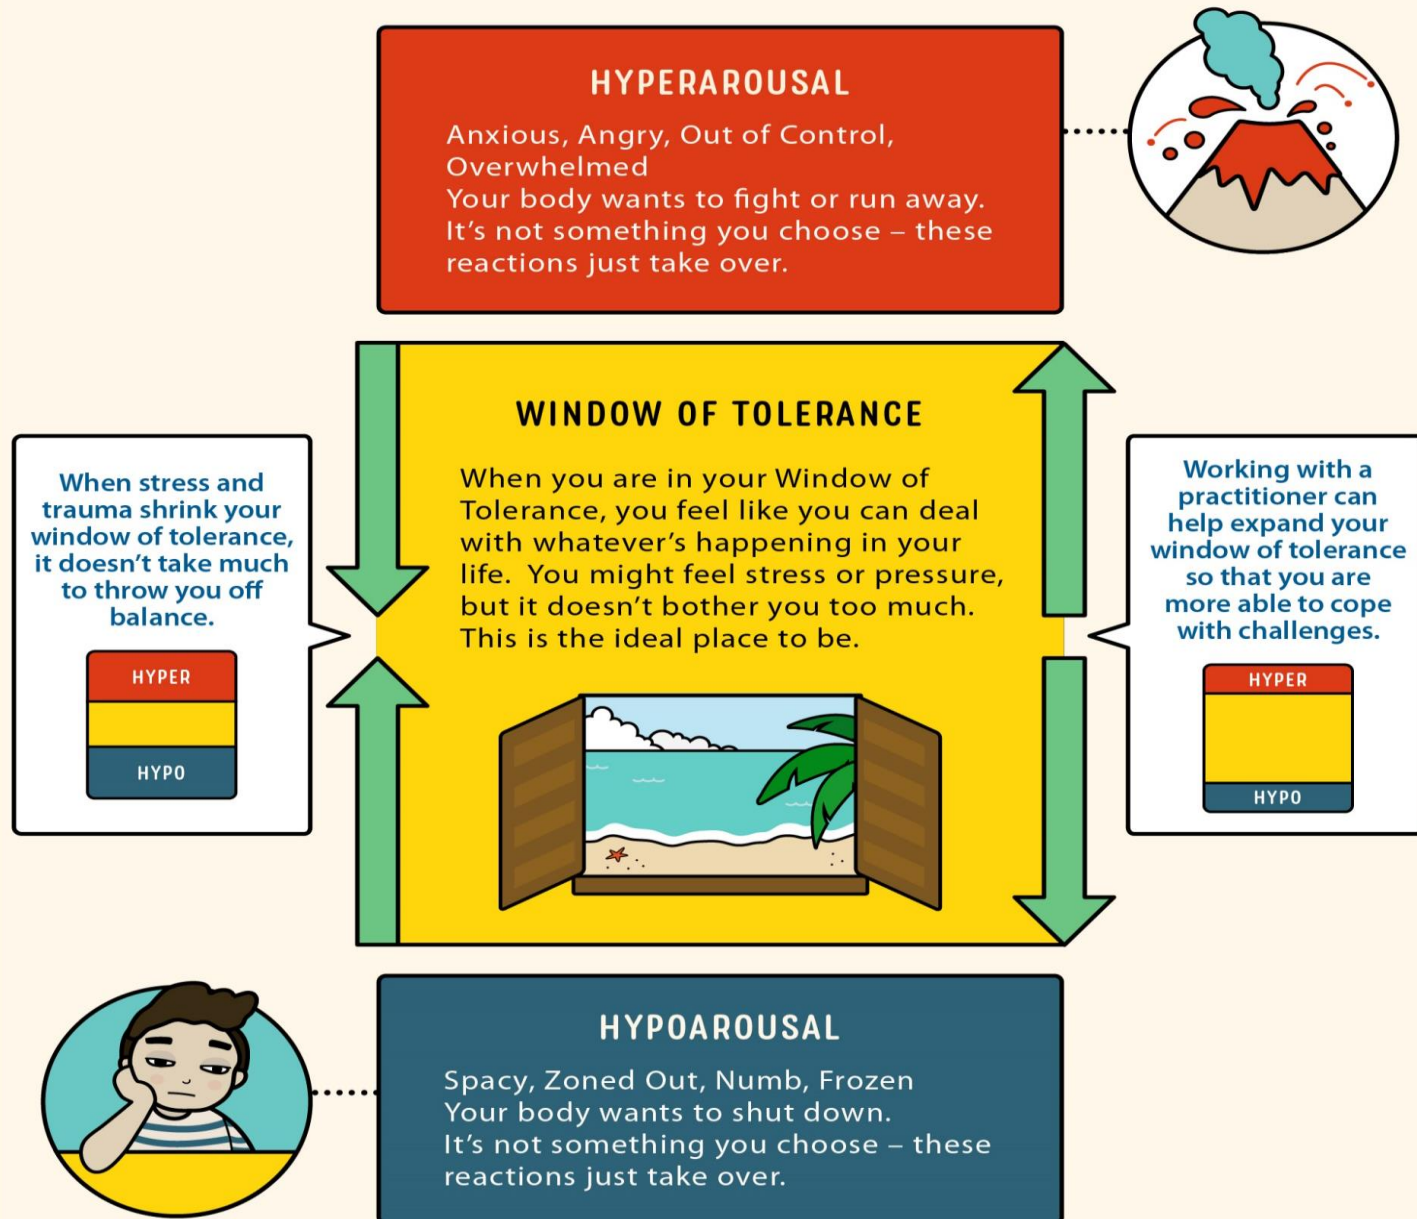 HYPERAROUSAL
Anxious, Angry, Out of Control,
Overwhelmed
Your body wants to fight or run away.
It's not something you choose – these
reactions just take over.
WINDOW OF TOLERANCE
When you are in your Window of
Tolerance, you feel like you can deal
with whatever's happening in your
life.  You might feel stress or pressure,
but it doesn't bother you too much.
This is the ideal place to be.
When stress and
trauma shrink your
window of tolerance,
it doesn't take much
to throw you off
balance.
HYPER
HYPO
Working with a
practitioner can
help expand your
window of tolerance
so that you are
more able to cope
with challenges.
HYPER
HYPO
HYPOAROUSAL
Spacy, Zoned Out, Numb, Frozen
Your body wants to shut down.
It's not something you choose – these
reactions just take over.